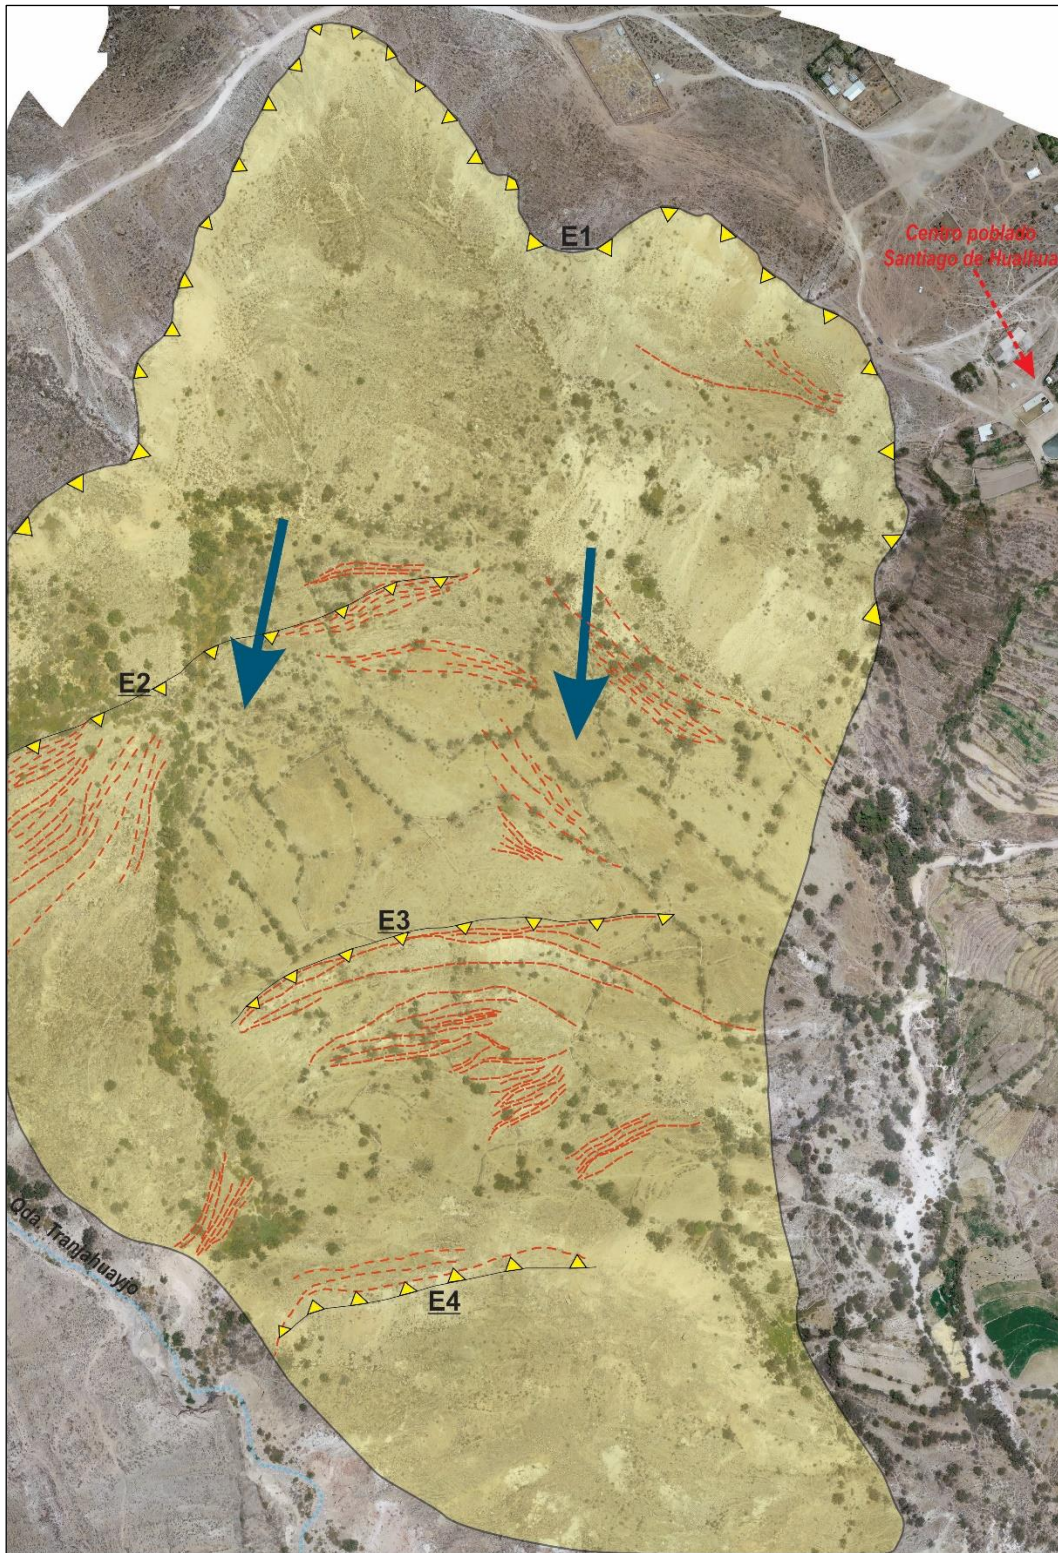 E1
Centro poblado
Santiago de Hualhua
E2
E3
Qda. Tranjahuayjo
E4